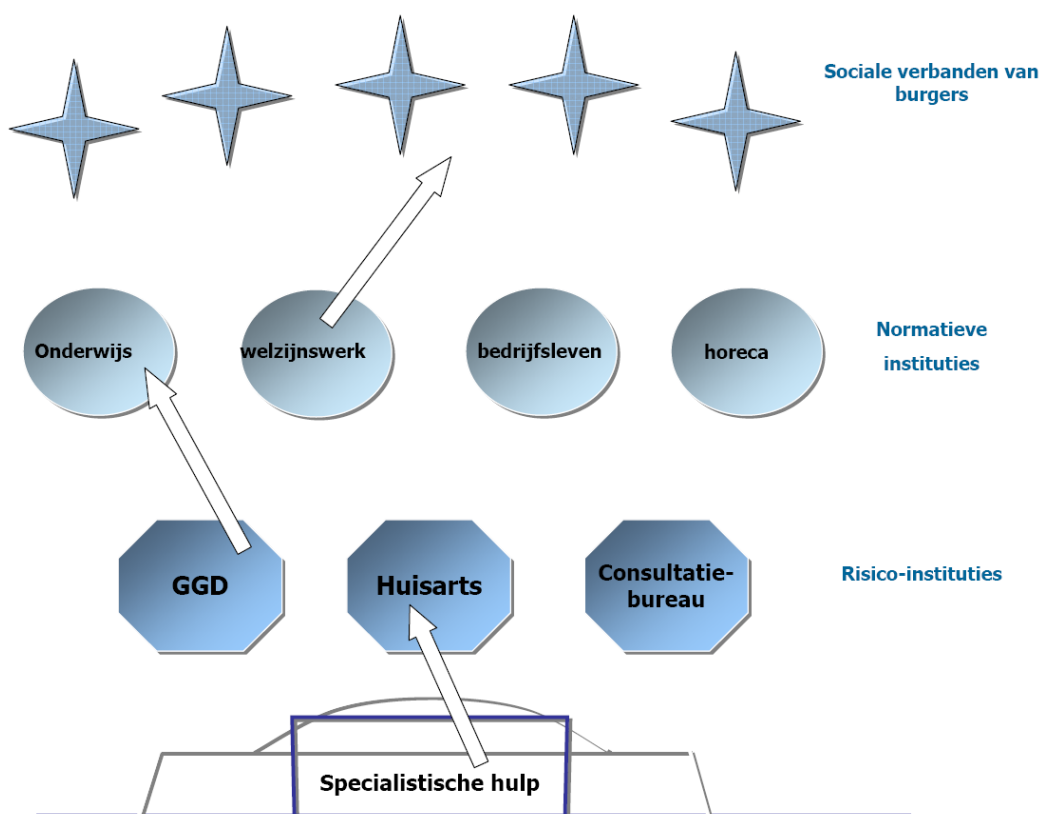 Sociale verbanden van
burgers
Onderwijs
welzijnswerk
bedrijfsleven
horeca
Normatieve
instituties
GGD
Huisarts
Consultatie-
bureau
Risico-instituties
Specialistische hulp